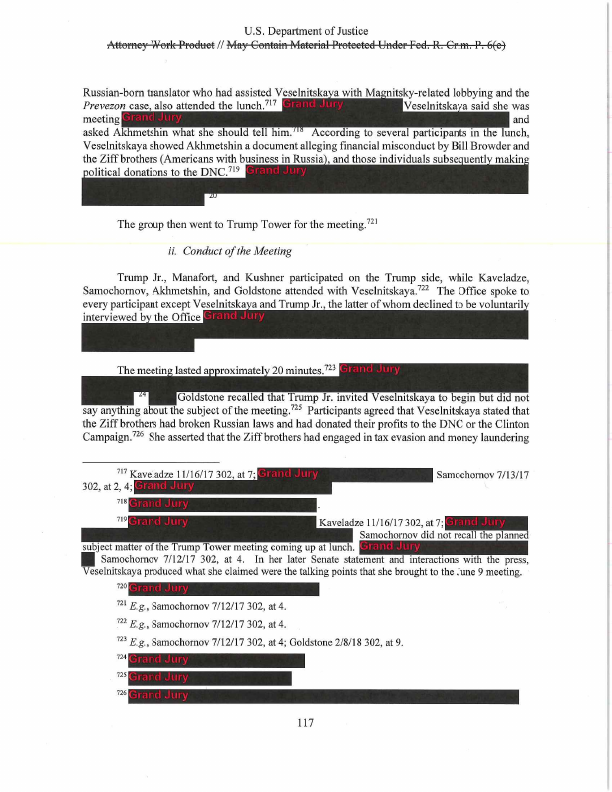 U.S. Department of Justice
Attorney Work Product // May Contain Material Protected Under Fed. R. Crim. P. 6(e)
Russian-born translator who had assisted Veselnitskaya with Magnitsky-related lobbying and the
Prevezon case, also attended the lunch.717 Grand Jury Veselnitskaya said she was
meeting Grand Jury and
asked Akhmetshin what she should tell him.718 According to several participants in the lunch,
Veselnitskaya showed Akhmetshin a document alleging financial misconduct by Bill Browder and
the Ziff brothers (Americans with business in Russia), and those individuals subsequently making
political donations to the DNC.719 Grand Jury
20
The group then went to Trump Tower for the meeting.721
ii. Conduct of the Meeting
Trump Jr., Manafort, and Kushner participated on the Trump side, while Kaveladze,
Samochornov, Akhmetshin, and Goldstone attended with Veselnitskaya.722 The Office spoke to
every participant except Veselnitskaya and Trump Jr., the latter of whom declined to be voluntarily
interviewed by the Office Grand Jury
The meeting lasted approximately 20 minutes.723 Grand Jury
24 Goldstone recalled that Trump Jr. invited Veselnitskaya to begin but did not
say anything about the subject of the meeting.725 Participants agreed that Veselnitskaya stated that
the Ziff brothers had broken Russian laws and had donated their profits to the DNC or the Clinton
Campaign.726 She asserted that the Ziff brothers had engaged in tax evasion and money laundering
717 Kaveladze 11/16/17 302, at 7; Grand Jury Samochornov 7/13/17
302, at 2, 4; Grand Jury
718 Grand Jury .
719 Grand Jury Kaveladze 11/16/17 302, at 7; Grand Jury
Samochornov did not recall the planned
subject matter of the Trump Tower meeting coming up at lunch. Grand Jury
Samochornov 7/12/17 302, at 4. In her later Senate statement and interactions with the press,
Veselnitskaya produced what she claimed were the talking points that she brought to the June 9 meeting.
720 Grand Jury
721 E.g., Samochornov 7/12/17 302, at 4.
722 E.g., Samochornov 7/12/17 302, at 4.
723 E.g., Samochornov 7/12/17 302, at 4; Goldstone 2/8/18 302, at 9.
724 Grand Jury
725 Grand Jury
726 Grand Jury
117